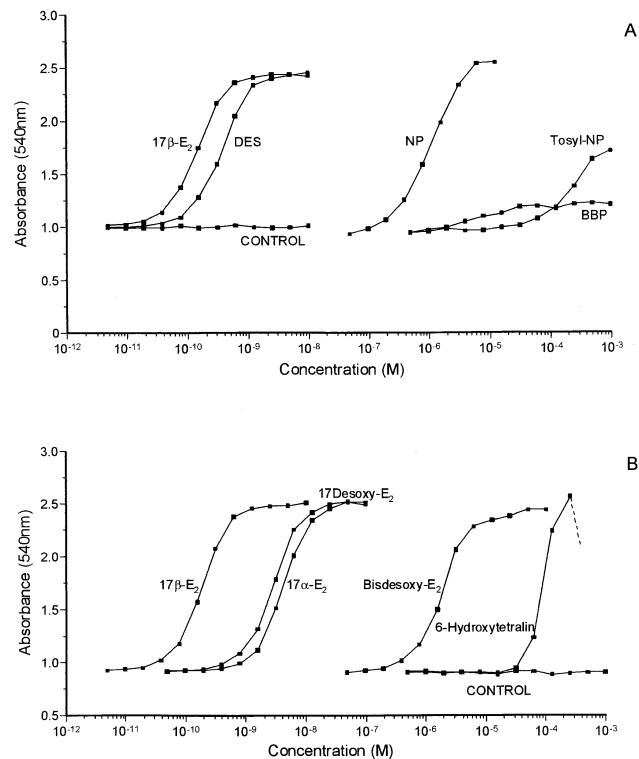 A
3.0
2.5
2.0
1.5
1.0
0.5
0
Absorbance (540nm)
17β-E₂
DES
CONTROL
NP
Tosyl-NP
BBP
10⁻¹² 10⁻¹¹ 10⁻¹⁰ 10⁻⁹ 10⁻⁸ 10⁻⁷ 10⁻⁶ 10⁻⁵ 10⁻⁴ 10⁻³
Concentration (M)
B
3.0
2.5
2.0
1.5
1.0
0.5
Absorbance (540nm)
17Desoxy-E₂
17β-E₂
17α-E₂
Bisdesoxy-E₂
6-Hydroxytetralin
CONTROL
10⁻¹² 10⁻¹¹ 10⁻¹⁰ 10⁻⁹ 10⁻⁸ 10⁻⁷ 10⁻⁶ 10⁻⁵ 10⁻⁴ 10⁻³
Concentration (M)